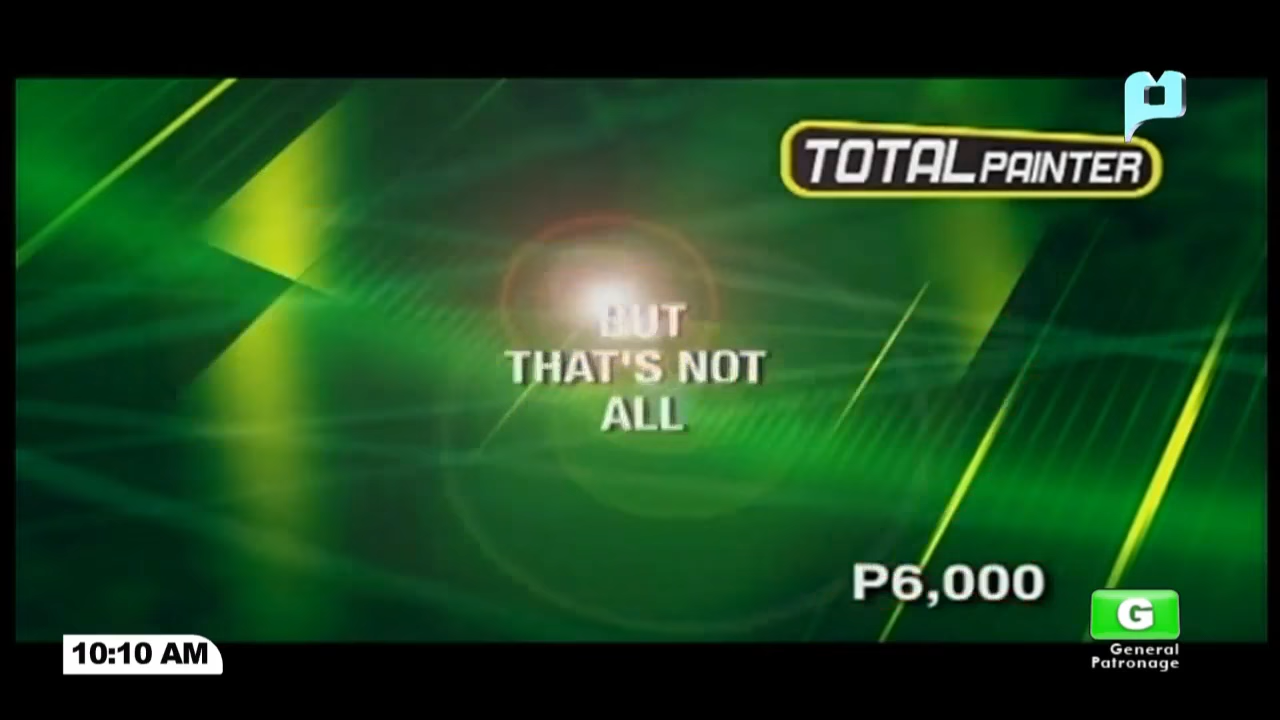 TOTAL PAINTER
BUT
THAT'S NOT
ALL
P6,000
G
General
Patronage
10:10 AM